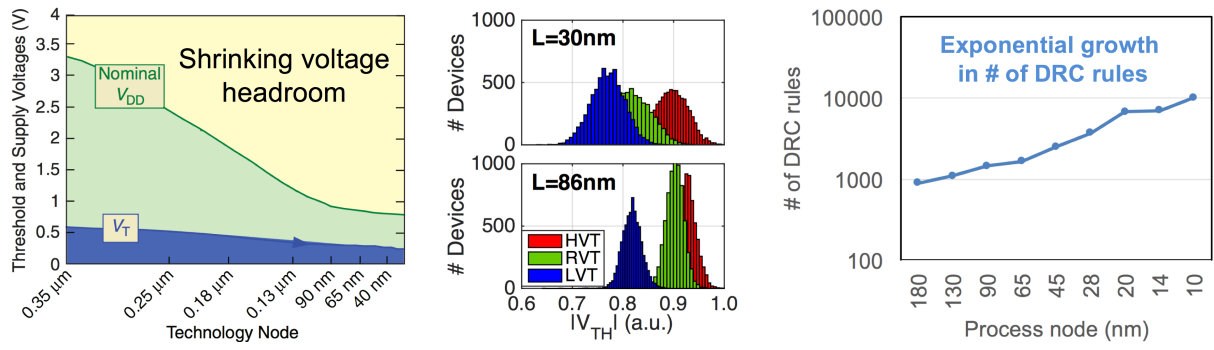 Threshold and Supply Voltages (V)
4
3.5
3
2.5
2
1.5
1
0.5
0
Shrinking voltage
headroom
Nominal
V_DD
V_T
0.35 µm
0.25 µm
0.18 µm
0.13 µm
90 nm
65 nm
40 nm
Technology Node
# Devices
1000
500
0
L=30nm
# Devices
1000
500
0
L=86nm
HVT
RVT
LVT
0.6
0.7
0.8
0.9
1.0
|V_TH| (a.u.)
# of DRC rules
100000
10000
1000
100
Exponential growth
in # of DRC rules
180
130
90
65
45
28
20
14
10
Process node (nm)